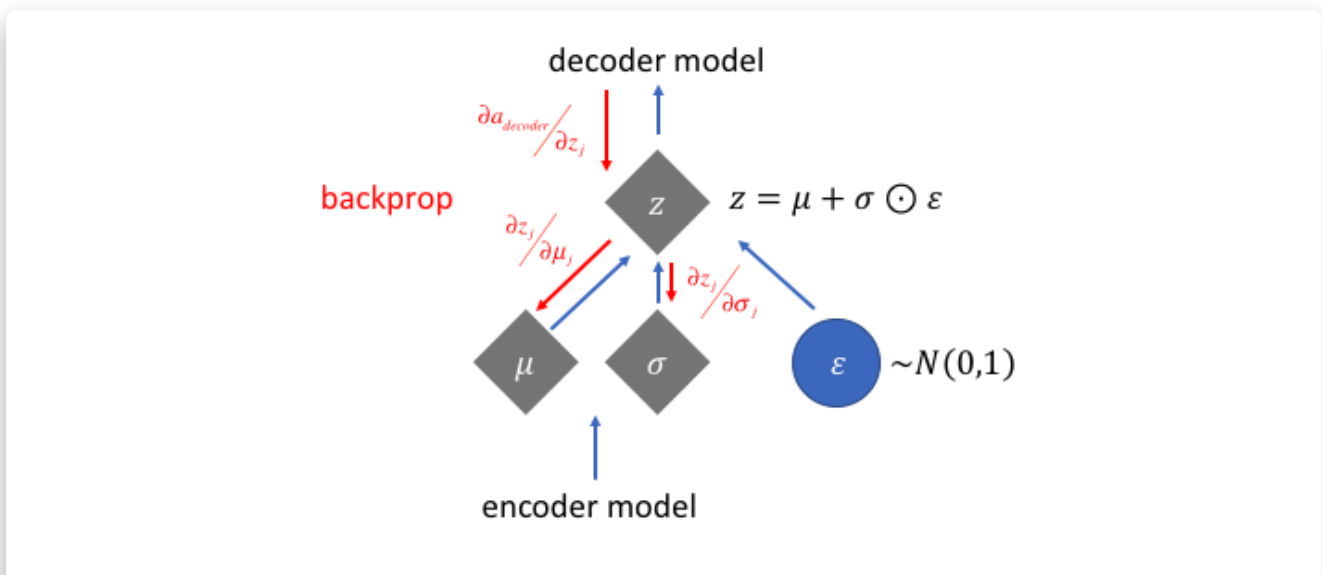 decoder model
∂a_decoder/∂z_j
backprop
z
z = μ + σ ⊙ ε
∂z_j/∂μ_j
∂z_j/∂σ_j
μ
σ
ε
~N(0,1)
encoder model